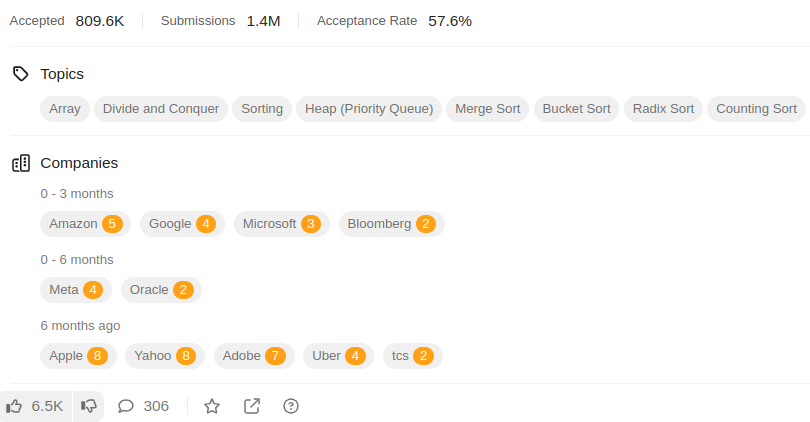 Accepted 809.6K Submissions 1.4M Acceptance Rate 57.6%
Topics
Array Divide and Conquer Sorting Heap (Priority Queue) Merge Sort Bucket Sort Radix Sort Counting Sort
Companies
0 - 3 months
Amazon 5 Google 4 Microsoft 3 Bloomberg 2
0 - 6 months
Meta 4 Oracle 2
6 months ago
Apple 8 Yahoo 8 Adobe 7 Uber 4 tcs 2
6.5K 306